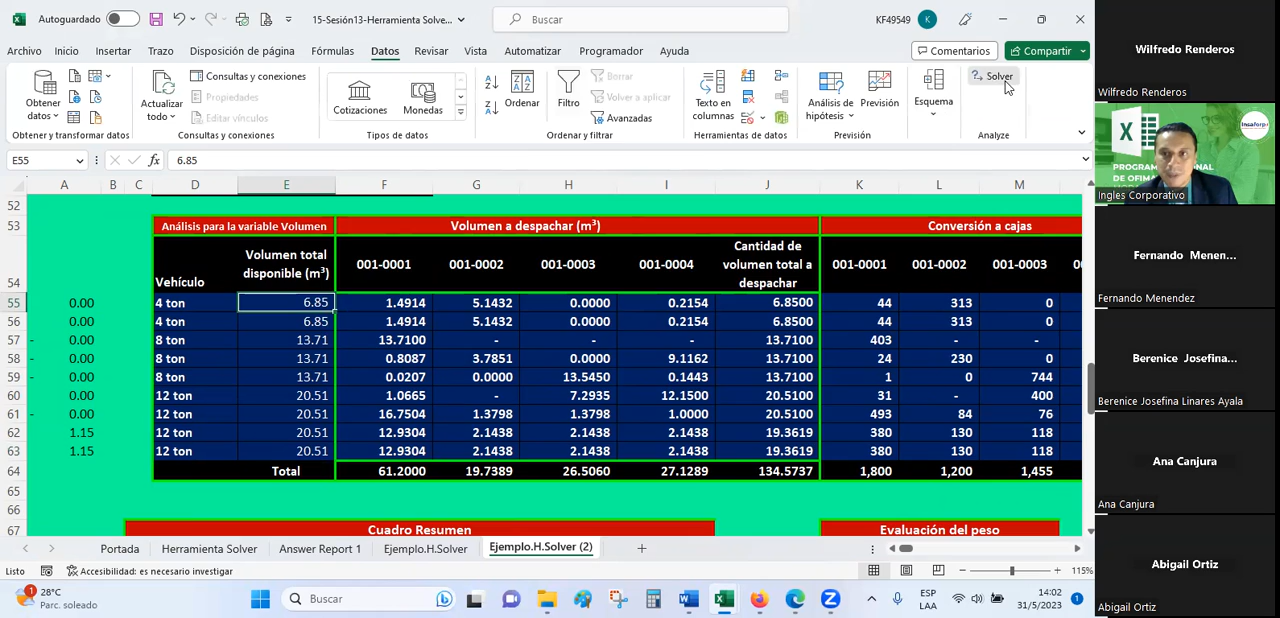 Autoguardado
15-Sesión13-Herramienta Solve...
Buscar
KF49549
K
Archivo Inicio Insertar Trazo Disposición de página Fórmulas Datos Revisar Vista Automatizar Programador Ayuda
Comentarios
Compartir
Obtener datos
Obtener y transformar datos
Actualizar todo
Consultas y conexiones
Propiedades
Editar vínculos
Consultas y conexiones
Cotizaciones
Monedas
Tipos de datos
Ordenar
Filtro
Borrar
Volver a aplicar
Avanzadas
Ordenar y filtrar
Texto en columnas
Herramientas de datos
Análisis de hipótesis
Previsión
Previsión
Esquema
Solver
Analyze
E55
fx
6.85
A B C D E F G H I J K L M
52
53 Análisis para la variable Volumen Volumen a despachar (m³) Conversión a cajas
54 Vehículo Volumen total disponible (m³) 001-0001 001-0002 001-0003 001-0004 Cantidad de volumen total a despachar 001-0001 001-0002 001-0003
55 0.00 4 ton 6.85 1.4914 5.1432 0.0000 0.2154 6.8500 44 313 0
56 0.00 4 ton 6.85 1.4914 5.1432 0.0000 0.2154 6.8500 44 313 0
57 - 0.00 8 ton 13.71 13.7100 - - - 13.7100 403 - -
58 - 0.00 8 ton 13.71 0.8087 3.7851 0.0000 9.1162 13.7100 24 230 0
59 - 0.00 8 ton 13.71 0.0207 0.0000 13.5450 0.1443 13.7100 1 0 744
60 0.00 12 ton 20.51 1.0665 - 7.2935 12.1500 20.5100 31 - 400
61 - 0.00 12 ton 20.51 16.7504 1.3798 1.3798 1.0000 20.5100 493 84 76
62 1.15 12 ton 20.51 12.9304 2.1438 2.1438 2.1438 19.3619 380 130 118
63 1.15 12 ton 20.51 12.9304 2.1438 2.1438 2.1438 19.3619 380 130 118
64 Total 61.2000 19.7389 26.5060 27.1289 134.5737 1,800 1,200 1,455
65
66
67 Cuadro Resumen Evaluación del peso
Portada Herramienta Solver Answer Report 1 Ejemplo.H.Solver Ejemplo.H.Solver (2)
Listo
Accesibilidad: es necesario investigar
115%
1
28°C
Parc. soleado
Buscar
ESP
LAA
14:02
31/5/2023
1
Wilfredo Renderos
Wilfredo Renderos
Insaforp
Ingles Corporativo
Fernando Menen...
Fernando Menendez
Berenice Josefina...
Berenice Josefina Linares Ayala
Ana Canjura
Ana Canjura
Abigail Ortiz
Abigail Ortiz